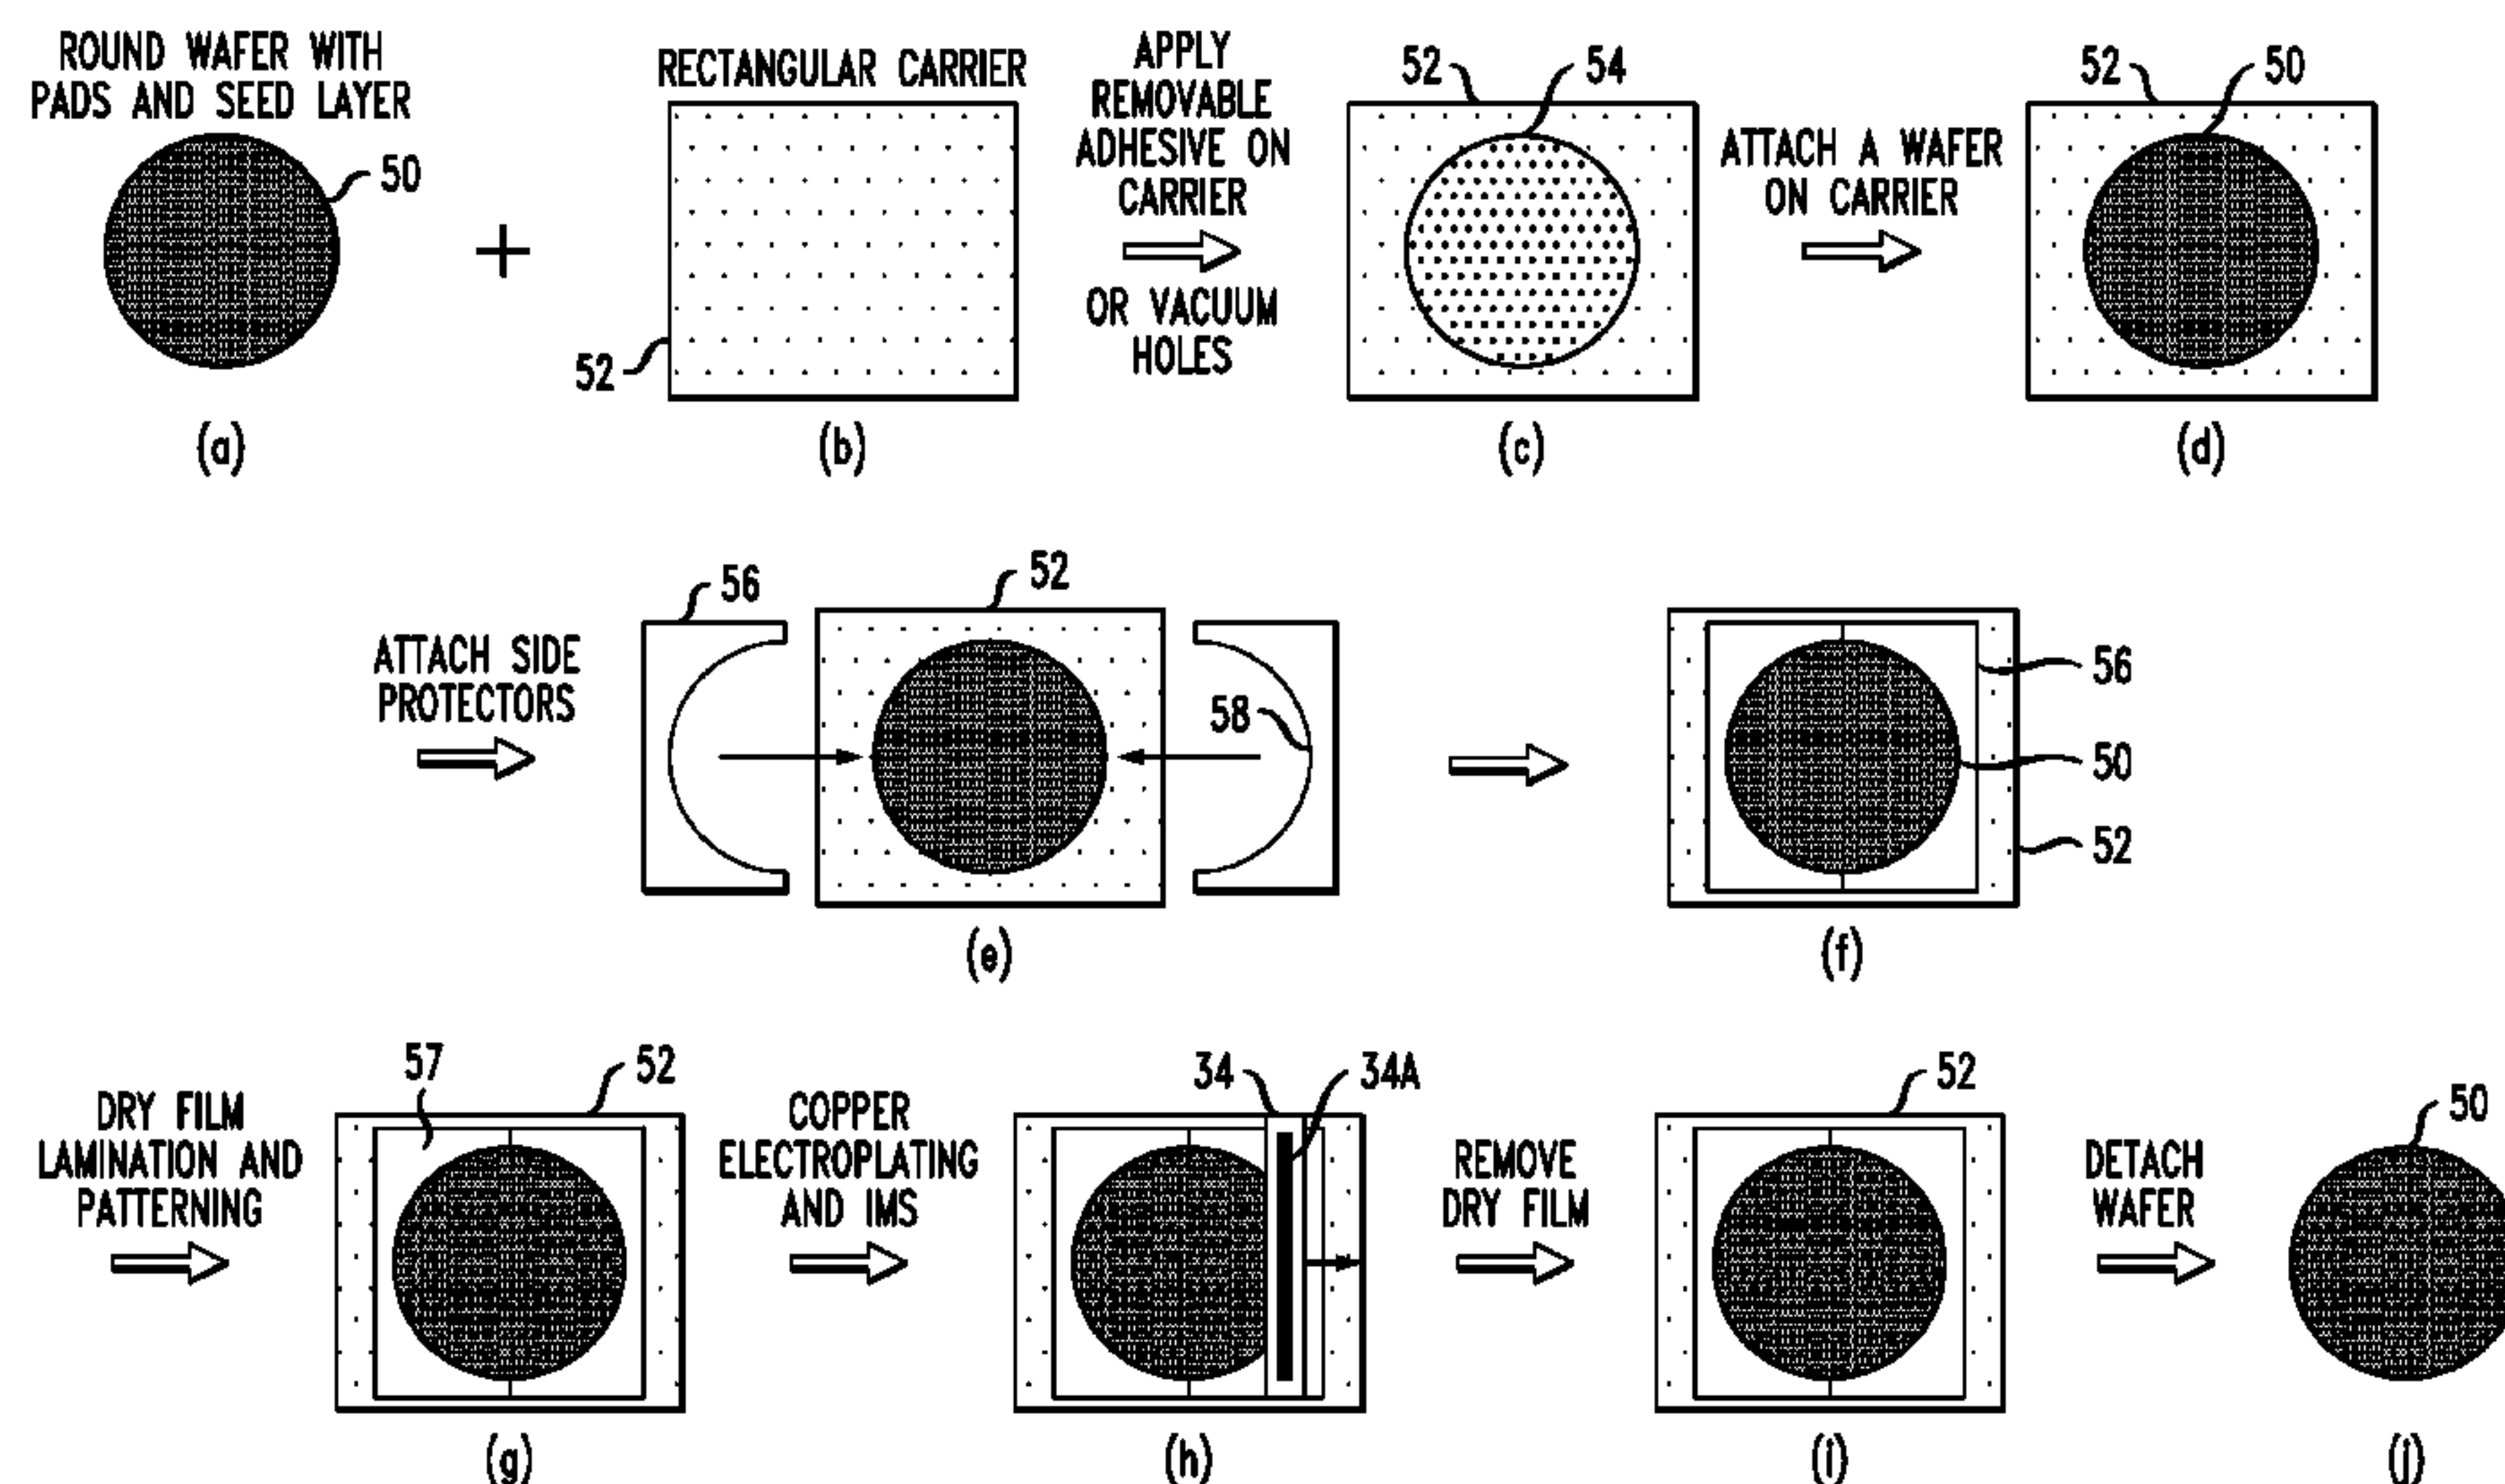 ROUND WAFER WITH
PADS AND SEED LAYER
50
(a)
+
RECTANGULAR CARRIER
52
(b)
APPLY
REMOVABLE
ADHESIVE ON
CARRIER
OR VACUUM
HOLES
52
54
(c)
ATTACH A WAFER
ON CARRIER
52
50
(d)
ATTACH SIDE
PROTECTORS
56
52
58
(e)
56
50
52
(f)
DRY FILM
LAMINATION AND
PATTERNING
57
52
(g)
COPPER
ELECTROPLATING
AND IMS
34
34A
(h)
REMOVE
DRY FILM
52
(i)
DETACH
WAFER
50
(j)